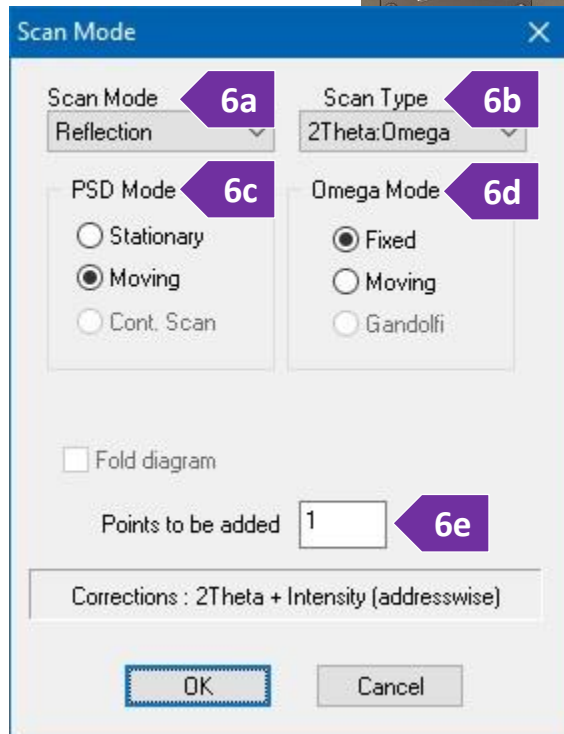 Scan Mode
Scan Mode 6a Scan Type 6b
Reflection 2Theta:Omega
PSD Mode 6c Omega Mode 6d
Stationary Fixed
Moving Moving
Cont. Scan Gandolfi
Fold diagram
Points to be added 1 6e
Corrections : 2Theta + Intensity (addresswise)
OK Cancel